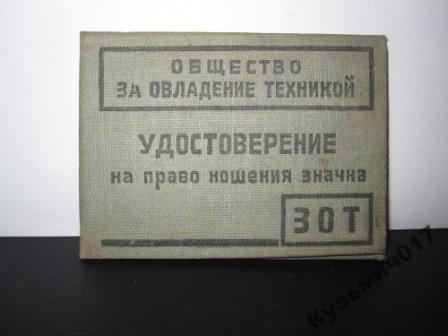 ОБЩЕСТВО
ЗА ОВЛАДЕНИЕ ТЕХНИКОЙ
УДОСТОВЕРЕНИЕ
на право ношения значка
ЗОТ
Кузьмич017